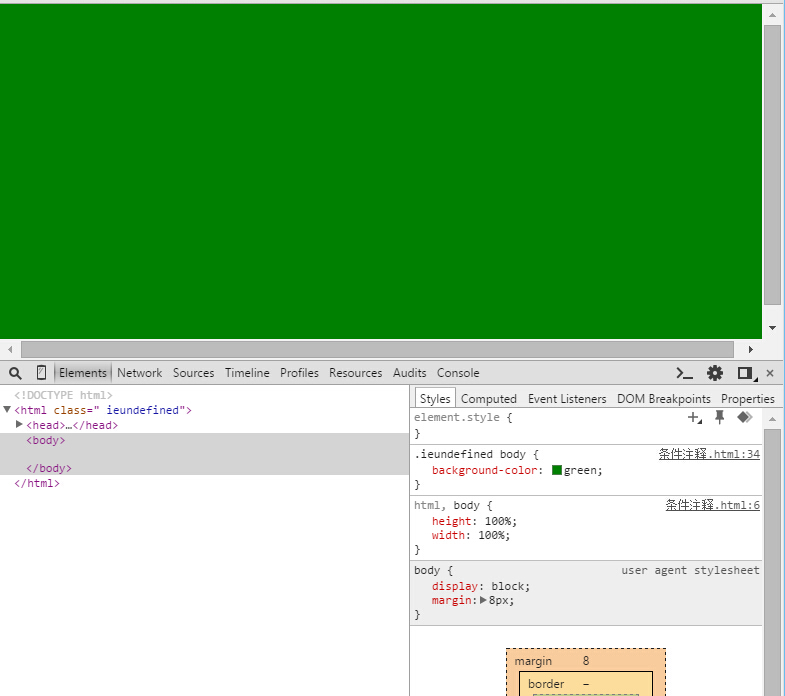 Elements Network Sources Timeline Profiles Resources Audits Console
<!DOCTYPE html>
▼<html class=" ieundefined">
▶<head>…</head>
<body>
</body>
</html>
Styles Computed Event Listeners DOM Breakpoints Properties
element.style {
}
.ieundefined body { 条件注释.html:34
background-color: green;
}
html, body { 条件注释.html:6
height: 100%;
width: 100%;
}
body { user agent stylesheet
display: block;
margin:▶8px;
}
margin 8
border –